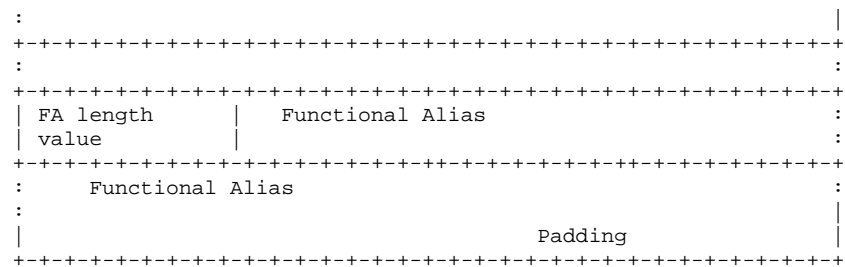 :                                                               |
+-+-+-+-+-+-+-+-+-+-+-+-+-+-+-+-+-+-+-+-+-+-+-+-+-+-+-+-+-+-+-+-+
:                                                               :
+-+-+-+-+-+-+-+-+-+-+-+-+-+-+-+-+-+-+-+-+-+-+-+-+-+-+-+-+-+-+-+-+
| FA length      |   Functional Alias                           :
| value          |                                              :
+-+-+-+-+-+-+-+-+-+-+-+-+-+-+-+-++-+-+-+-+-+-+-++-+-+-+-+-+-+-+-+
:     Functional Alias                                          :
:                                                               |
|                                        Padding                |
+-+-+-+-+-+-+-+-+-+-+-+-+-+-+-+-+-+-+-+-+-+-+-+-+-+-+-+-+-+-+-+-+